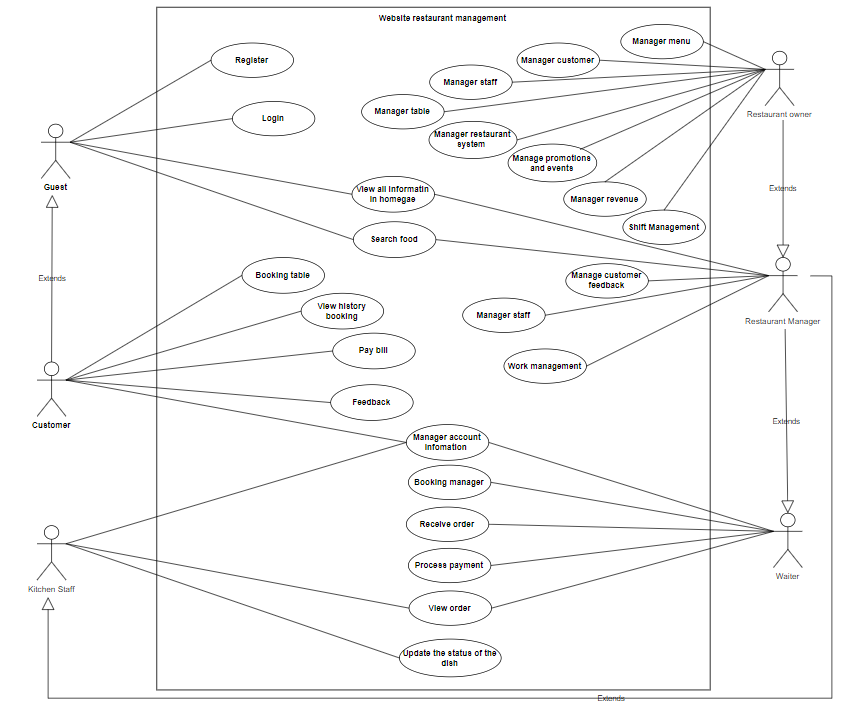 Website restaurant management
Manager menu
Register
Manager customer
Manager staff
Manager table
Restaurant owner
Login
Manager restaurant
system
Manage promotions
and events
Guest
View all informatin
in homegae
Manager revenue
Extends
Shift Management
Search food
Extends
Booking table
Manage customer
feedback
View history
booking
Manager staff
Restaurant Manager
Pay bill
Work management
Feedback
Customer
Extends
Manager account
infomation
Booking manager
Receive order
Process payment
Waiter
Kitchen Staff
View order
Update the status of the
dish
Extends